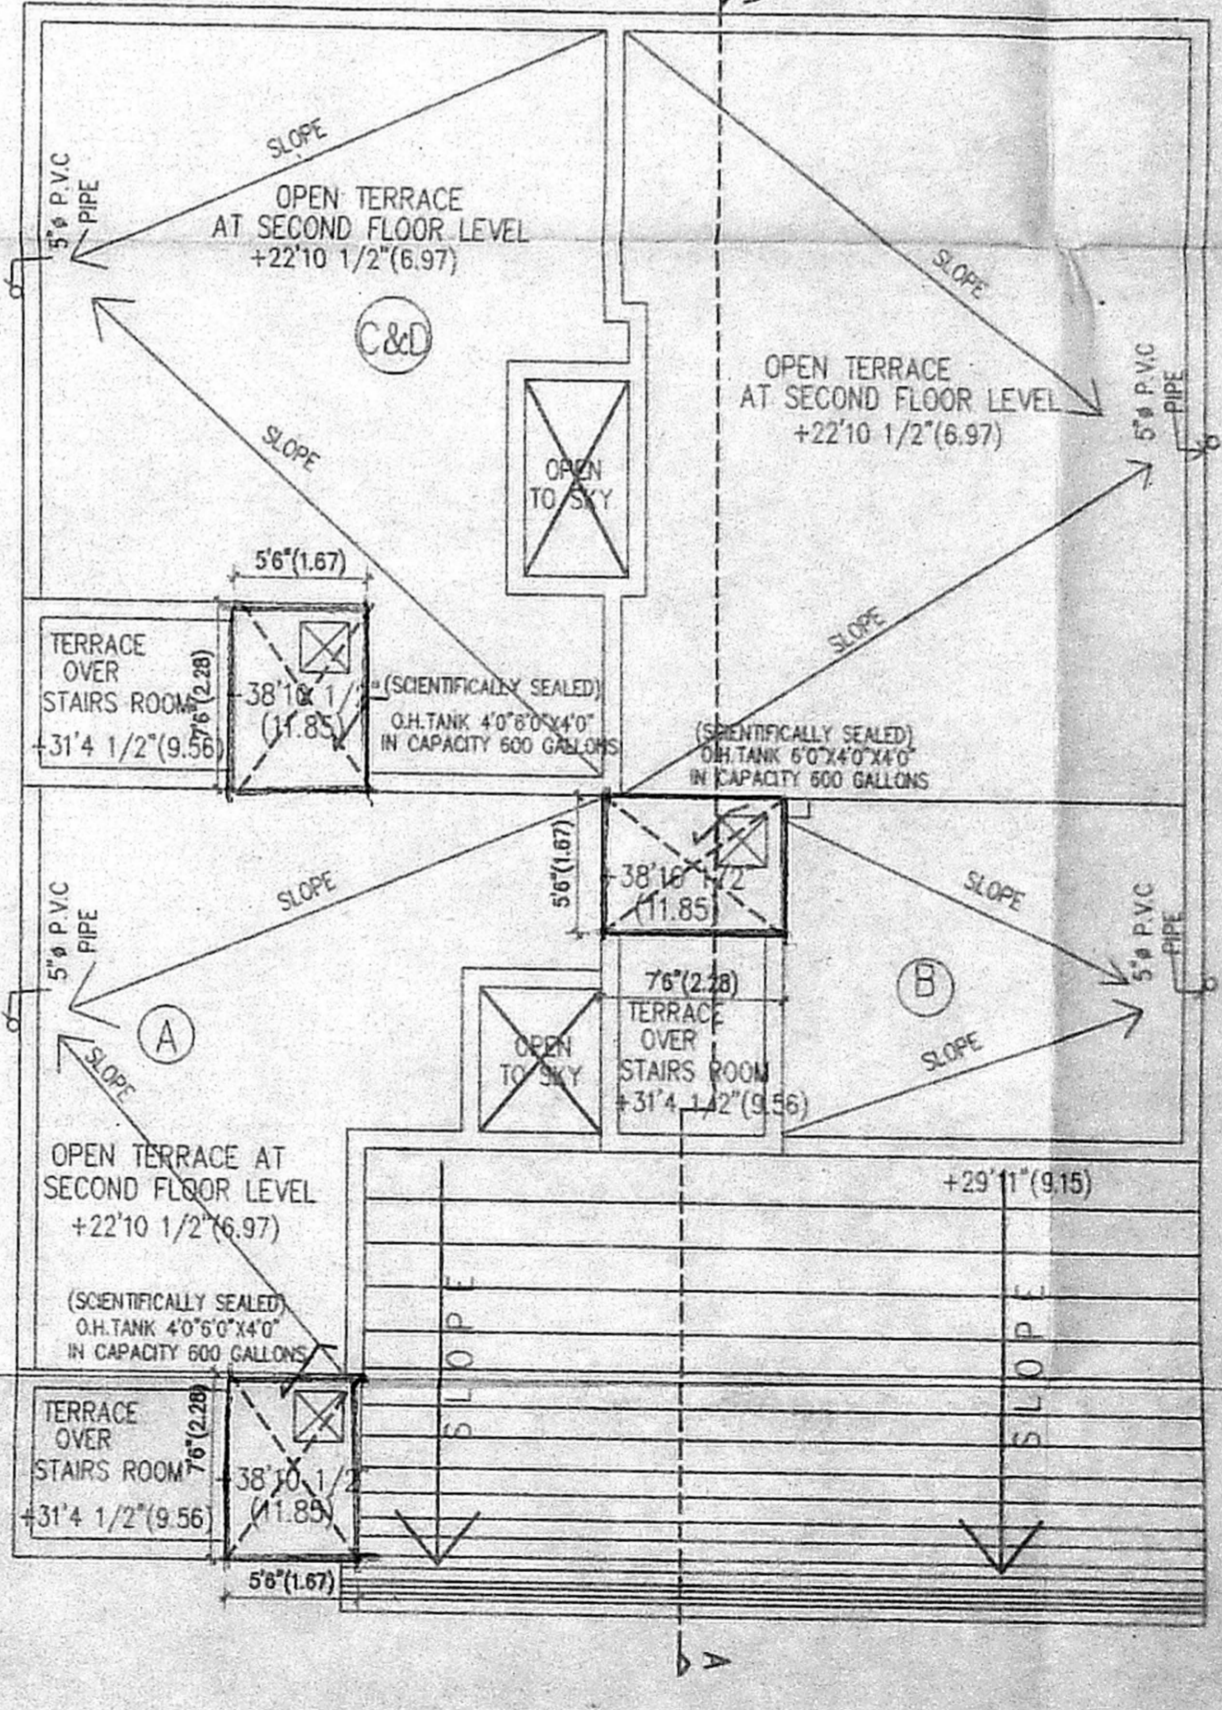 SLOPE
5"ø P.V.C
PIPE
OPEN TERRACE
AT SECOND FLOOR LEVEL
+22'10 1/2"(6.97)
C&D
SLOPE
SLOPE
OPEN TERRACE
AT SECOND FLOOR LEVEL
+22'10 1/2"(6.97)
5"ø P.V.C
PIPE
OPEN
TO SKY
SLOPE
5'6"(1.67)
TERRACE
OVER
STAIRS ROOM
+31'4 1/2"(9.56)
7'6"(2.28)
38'10 1/2"
(11.85)
(SCIENTIFICALLY SEALED)
O.H.TANK 4'0"6'0"X4'0"
IN CAPACITY 600 GALLONS
(SCIENTIFICALLY SEALED)
O.H.TANK 6'0"X4'0"X4'0"
IN CAPACITY 600 GALLONS
5'6"(1.67)
+38'10 1/2"
(11.85)
SLOPE
5"ø P.V.C
PIPE
A
SLOPE
OPEN
TO SKY
7'6"(2.28)
TERRACE
OVER
STAIRS ROOM
+31'4 1/2"(9.56)
B
SLOPE
5"ø P.V.C
PIPE
SLOPE
OPEN TERRACE AT
SECOND FLOOR LEVEL
+22'10 1/2"(6.97)
+29'11"(9.15)
SLOPE
SLOPE
(SCIENTIFICALLY SEALED)
O.H.TANK 4'0"6'0"X4'0"
IN CAPACITY 600 GALLONS
TERRACE
OVER
STAIRS ROOM
+31'4 1/2"(9.56)
7'6"(2.28)
38'10 1/2"
(11.85)
5'6"(1.67)
A